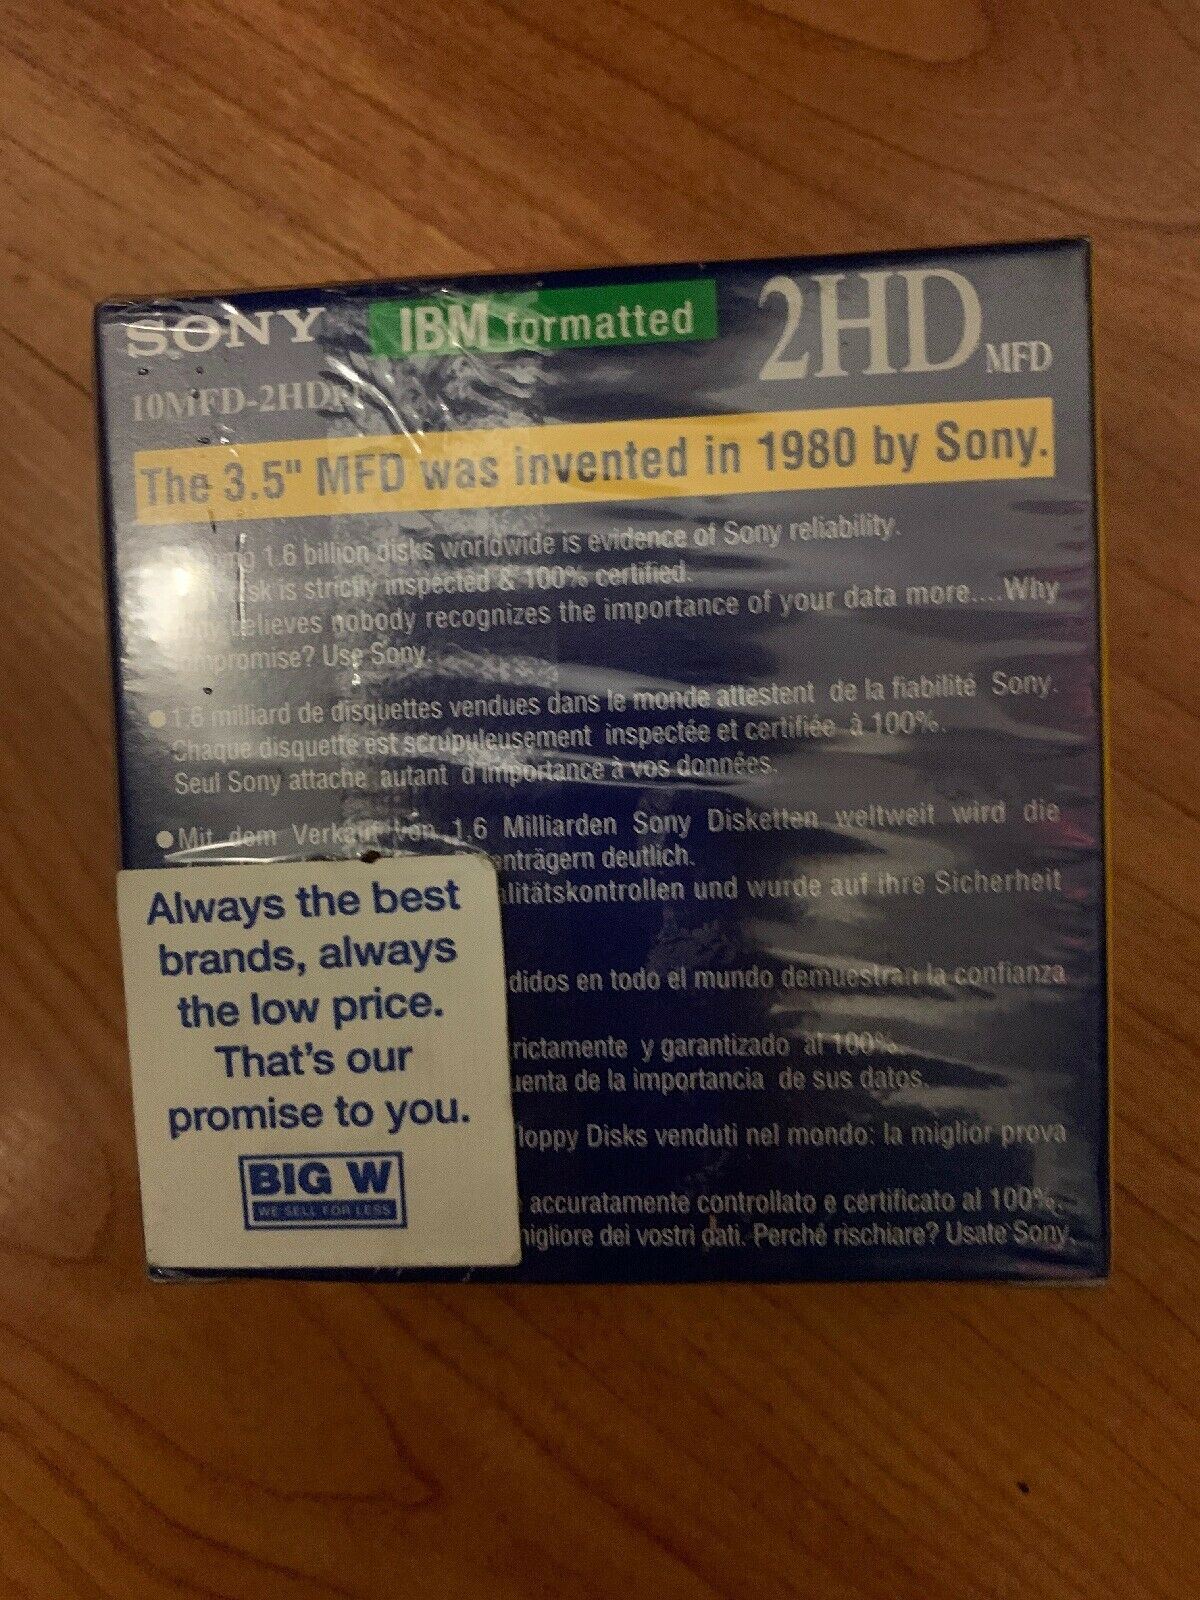 SONY
IBM formatted
2HD
MFD
10MFD-2HD
The 3.5" MFD was invented in 1980 by Sony.
1.6 billion disks worldwide is evidence of Sony reliability.
is strictly inspected & 100% certified.
believes nobody recognizes the importance of your data more....Why
compromise? Use Sony.
●1.6 milliard de disquettes vendues dans le monde attestent de la fiabilité Sony.
Chaque disquette est scrupuleusement inspectée et certifiée à 100%.
Seul Sony attache autant d'importance à vos données.
●Mit dem Verkauf von 1,6 Milliarden Sony Disketten weltweit wird die
enträgern deutlich.
litätskontrollen und wurde auf ihre Sicherheit
didos en todo el mundo demuestran la confianza
rictamente y garantizado al 100%.
uenta de la importancia de sus datos.
loppy Disks venduti nel mondo: la miglior prova
accuratamente controllato e certificato al 100%.
igliore dei vostri dati. Perché rischiare? Usate Sony.
Always the best
brands, always
the low price.
That's our
promise to you.
BIG W
WE SELL FOR LESS